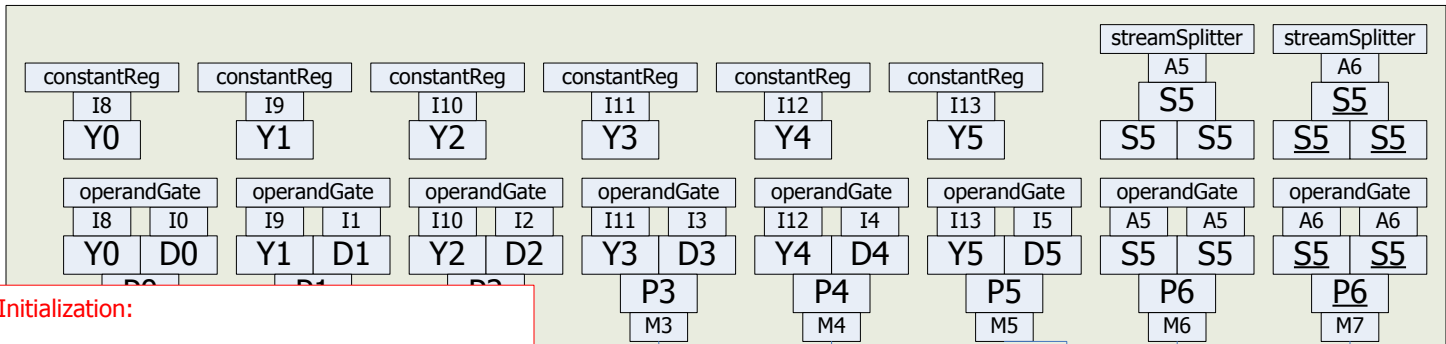 streamSplitter streamSplitter
constantReg constantReg constantReg constantReg constantReg constantReg A5 A6
I8 I9 I10 I11 I12 I13 S5 S5
Y0 Y1 Y2 Y3 Y4 Y5 S5 S5 S5 S5
operandGate operandGate operandGate operandGate operandGate operandGate operandGate operandGate
I8 I0 I9 I1 I10 I2 I11 I3 I12 I4 I13 I5 A5 A5 A6 A6
Y0 D0 Y1 D1 Y2 D2 Y3 D3 Y4 D4 Y5 D5 S5 S5 S5 S5
P3 P4 P5 P6 P6
Initialization:
M3 M4 M5 M6 M7